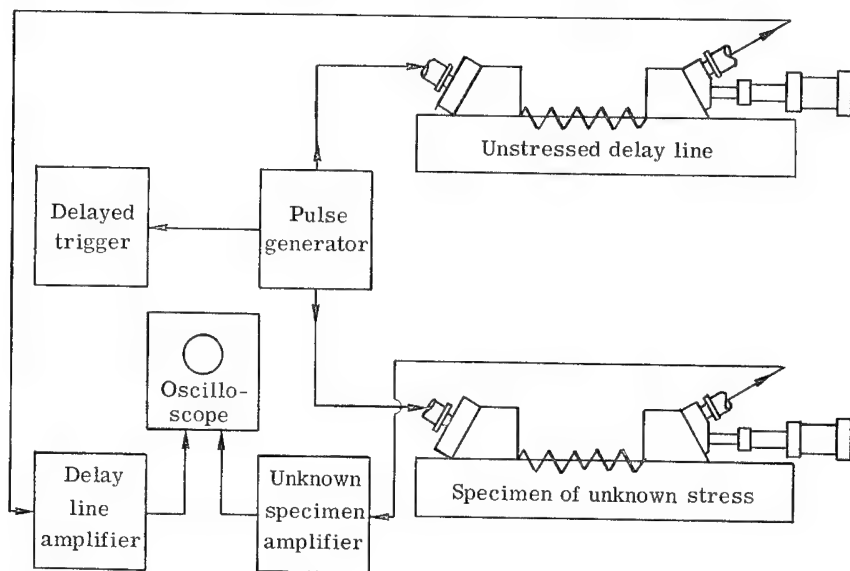 Unstressed delay line
Delayed
trigger
Pulse
generator
Oscillo-
scope
Delay
line
amplifier
Unknown
specimen
amplifier
Specimen of unknown stress